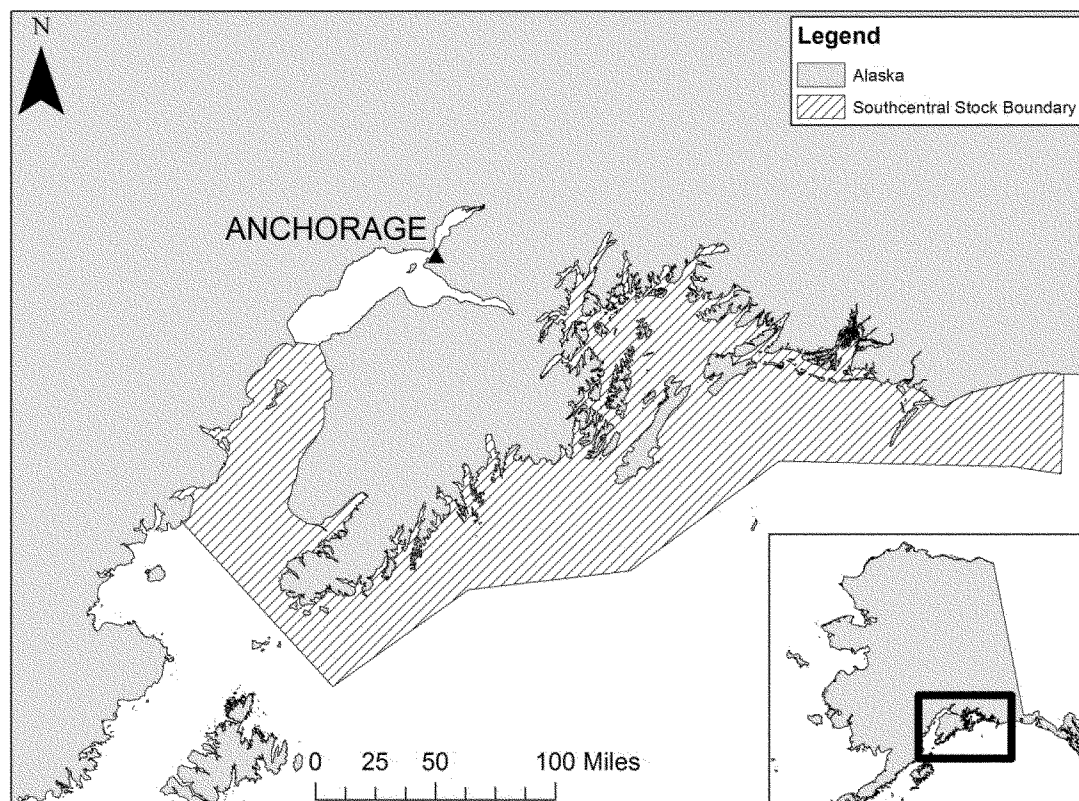 N
Legend
Alaska
Southcentral Stock Boundary
ANCHORAGE
0 25 50 100 Miles